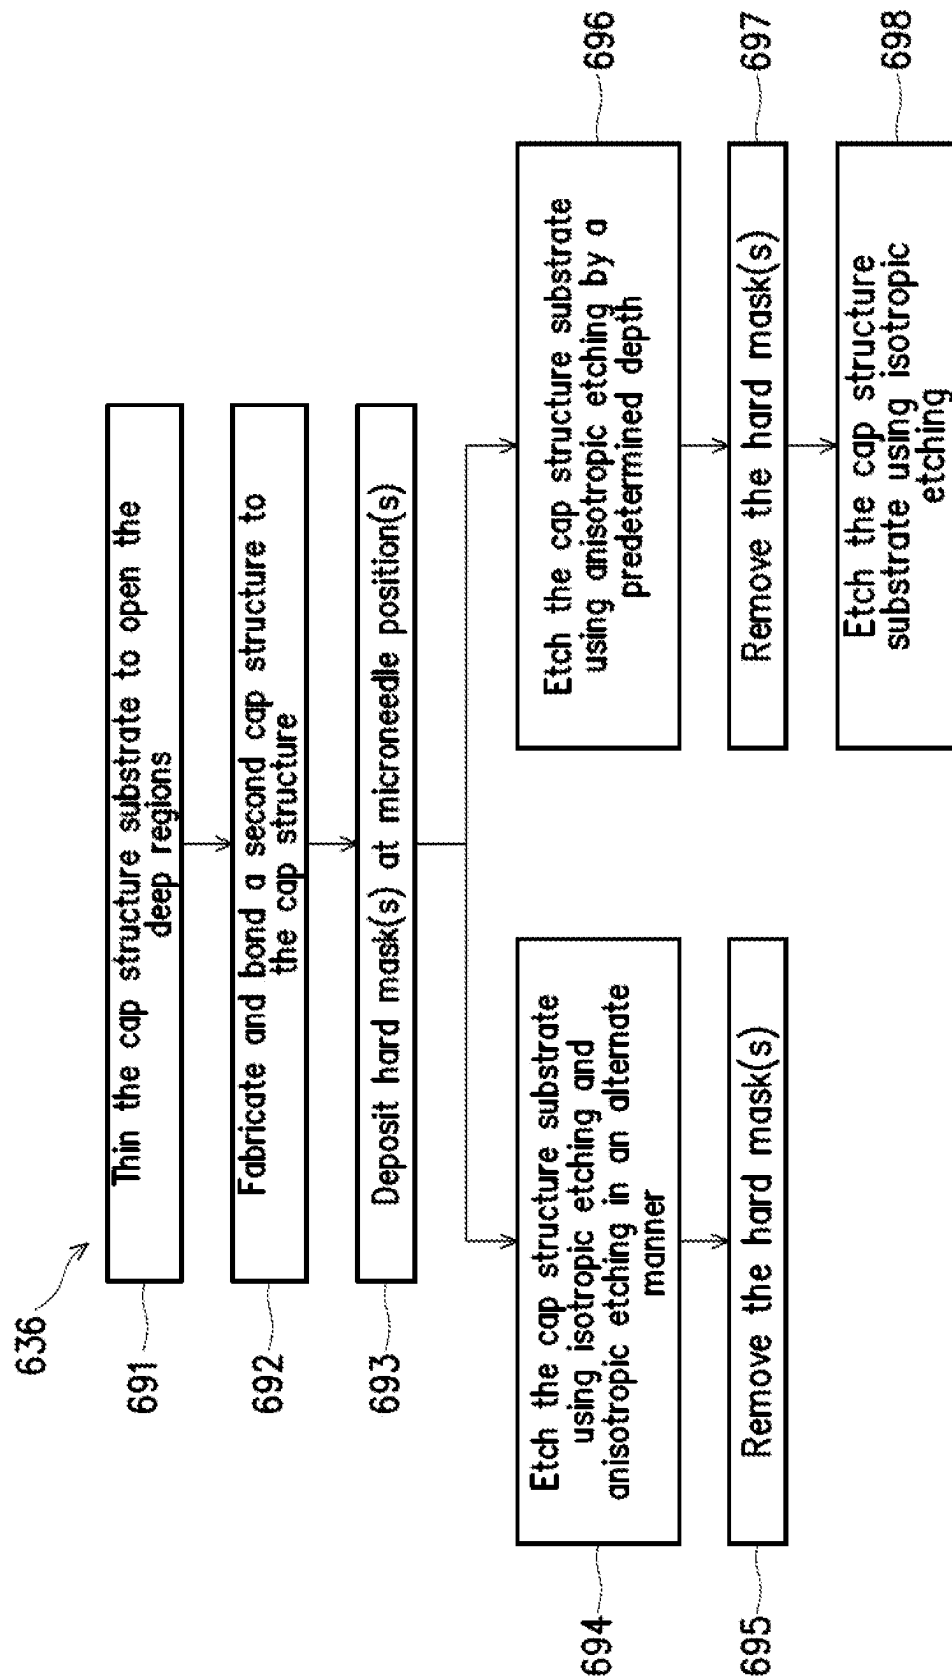 636
691
Thin the cap structure substrate to open the
deep regions
692
Fabricate and bond a second cap structure to
the cap structure
693
Deposit hard mask(s) at microneedle position(s)
694
Etch the cap structure substrate
using isotropic etching and
anisotropic etching in an alternate
manner
695
Remove the hard mask(s)
696
Etch the cap structure substrate
using anisotropic etching by a
predetermined depth
697
Remove the hard mask(s)
698
Etch the cap structure
substrate using isotropic
etching